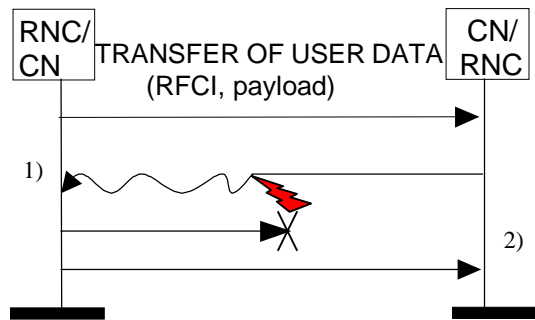 RNC/
CN
TRANSFER OF USER DATA
(RFCI, payload)
CN/
RNC
1)
2)